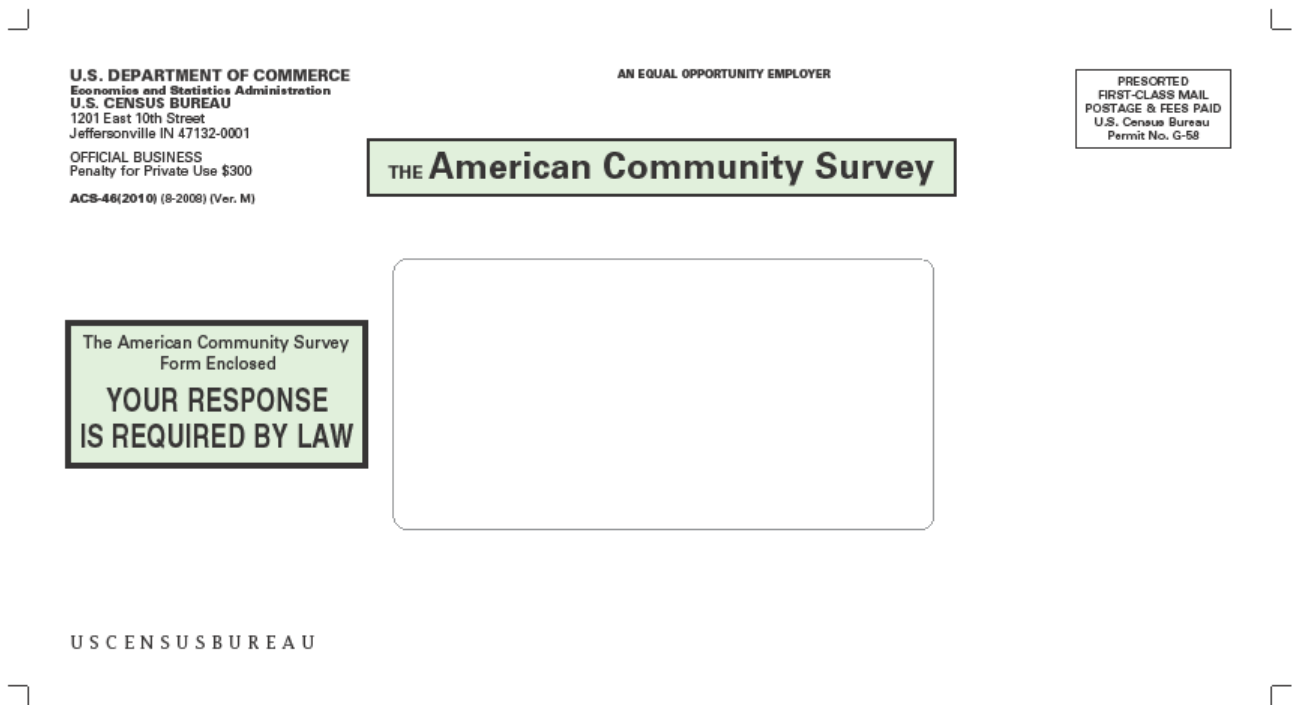 U.S. DEPARTMENT OF COMMERCE
Economics and Statistics Administration
U.S. CENSUS BUREAU
1201 East 10th Street
Jeffersonville IN 47132-0001
OFFICIAL BUSINESS
Penalty for Private Use $300
ACS-46(2010) (8-2008) (Ver. M)
AN EQUAL OPPORTUNITY EMPLOYER
THE American Community Survey
PRESORTED
FIRST-CLASS MAIL
POSTAGE & FEES PAID
U.S. Census Bureau
Permit No. G-58
The American Community Survey
Form Enclosed
YOUR RESPONSE
IS REQUIRED BY LAW
USCENSUSBUREAU